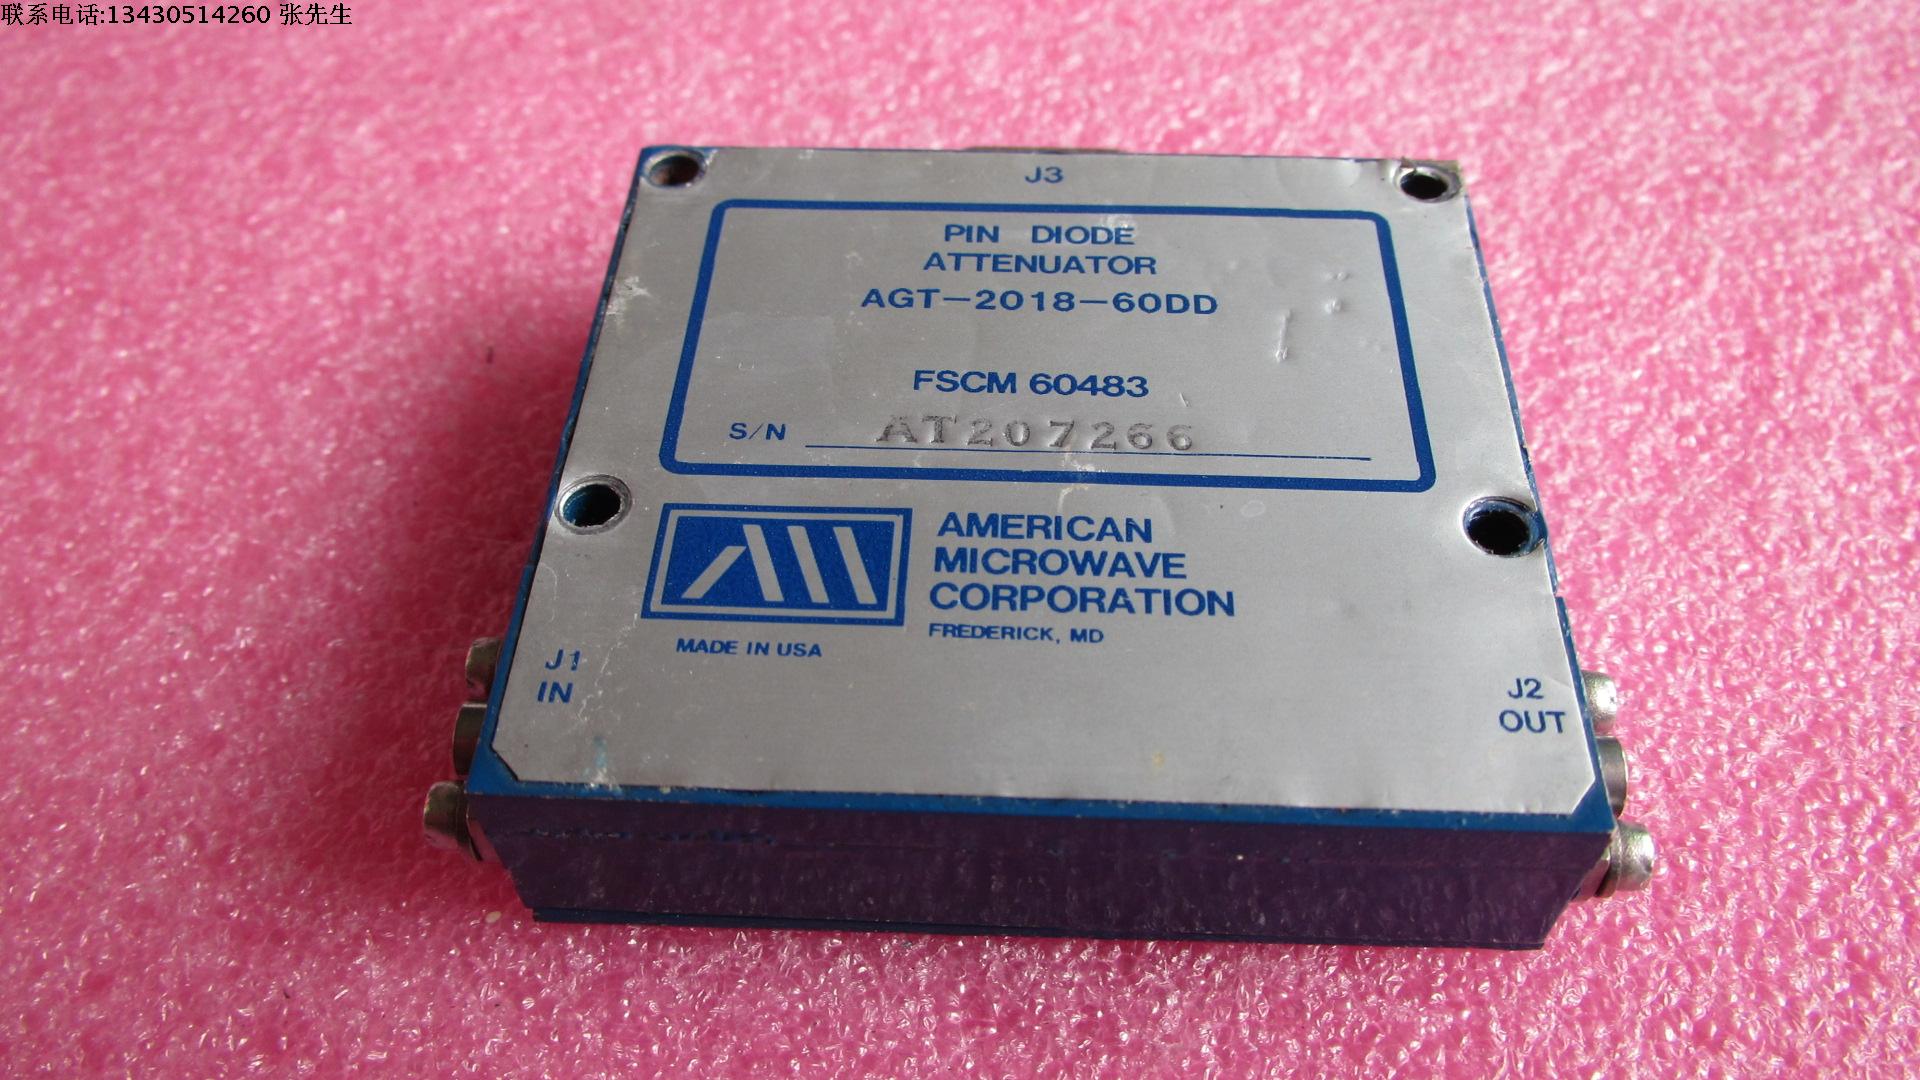 联系电话:13430514260 张先生
J3
PIN DIODE
ATTENUATOR
AGT-2018-60DD
FSCM 60483
S/N AT207266
AMERICAN
MICROWAVE
CORPORATION
FREDERICK, MD
MADE IN USA
J1
IN
J2
OUT